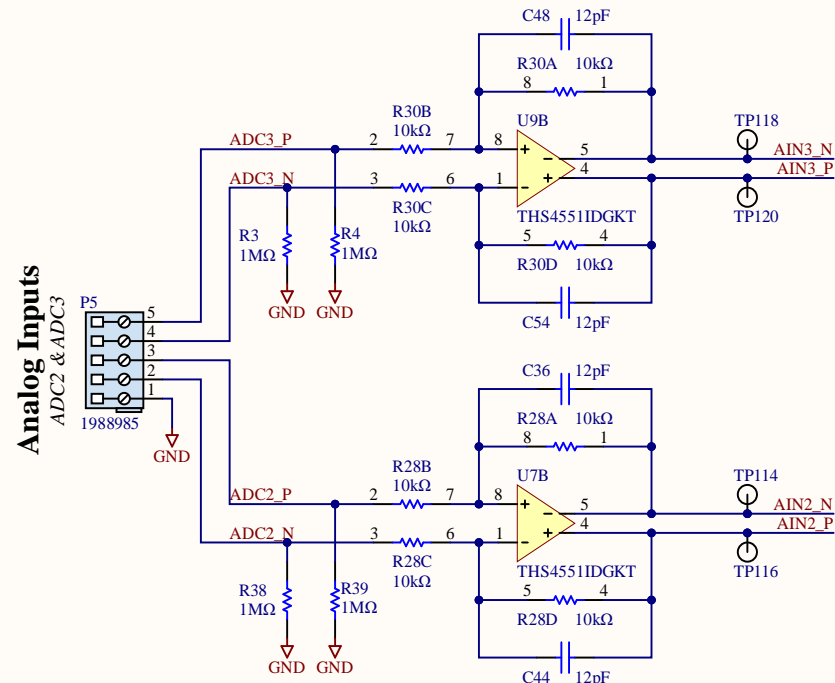 C48 12pF
R30A 10kΩ
8 1
R30B
10kΩ
U9B
TP118
ADC3_P 2 7 8 5 AIN3_N
ADC3_N 3 6 1 4 AIN3_P
R30C
10kΩ
THS4551IDGKT
TP120
R3
1MΩ
R4
1MΩ
5 4
R30D 10kΩ
GND GND
C54 12pF
Analog Inputs
ADC2 & ADC3
P5
5
4
3
2
1
1988985
GND
C36 12pF
R28A 10kΩ
8 1
R28B
10kΩ
U7B
TP114
ADC2_P 2 7 8 5 AIN2_N
ADC2_N 3 6 1 4 AIN2_P
R28C
10kΩ
THS4551IDGKT
TP116
R38
1MΩ
R39
1MΩ
5 4
R28D 10kΩ
GND GND
C44 12pF